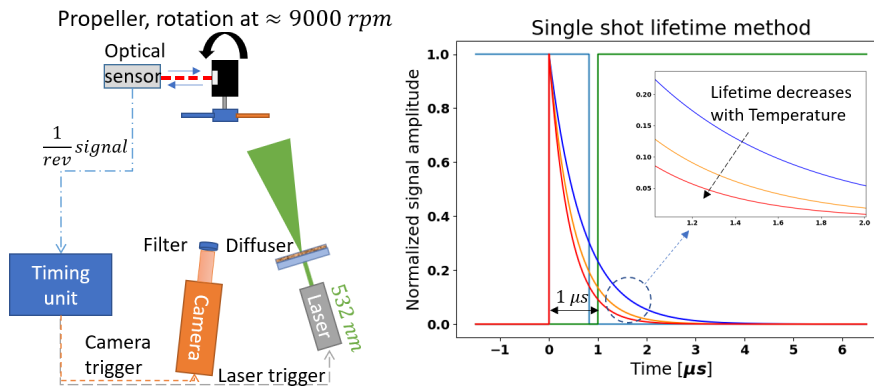 Propeller, rotation at ≈ 9000 rpm
Optical
sensor
1
rev signal
Timing
unit
Filter
Diffuser
Camera
Laser
532 nm
Camera
trigger
Laser trigger
Single shot lifetime method
Normalized signal amplitude
1.0
0.8
0.6
0.4
0.2
0.0
−1 0 1 2 3 4 5 6
Time [μs]
1 μs
Lifetime decreases
with Temperature
0.20
0.15
0.10
0.05
1.2 1.4 1.6 1.8 2.0